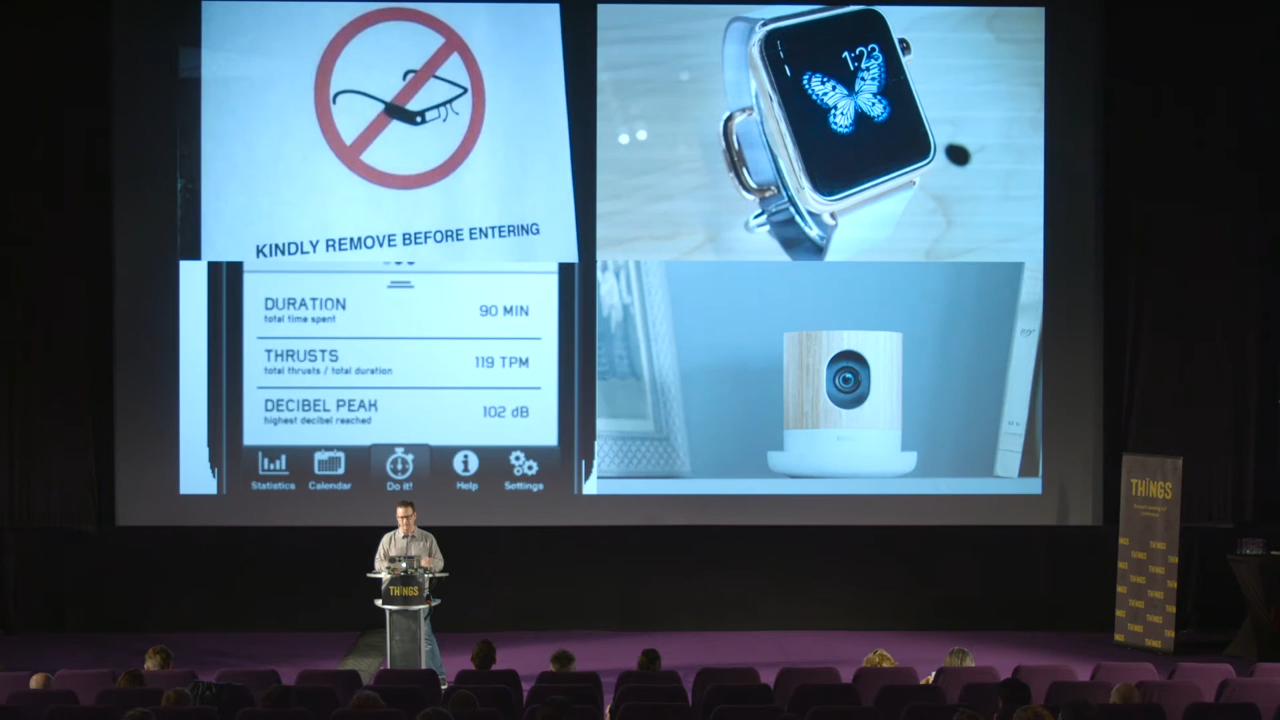 KINDLY REMOVE BEFORE ENTERING
1:23
DURATION
total time spent
90 MIN
THRUSTS
total thrusts / total duration
119 TPM
DECIBEL PEAK
highest decibel reached
102 dB
Statistics
Calendar
Do it!
Help
Settings
THINGS
THINGS